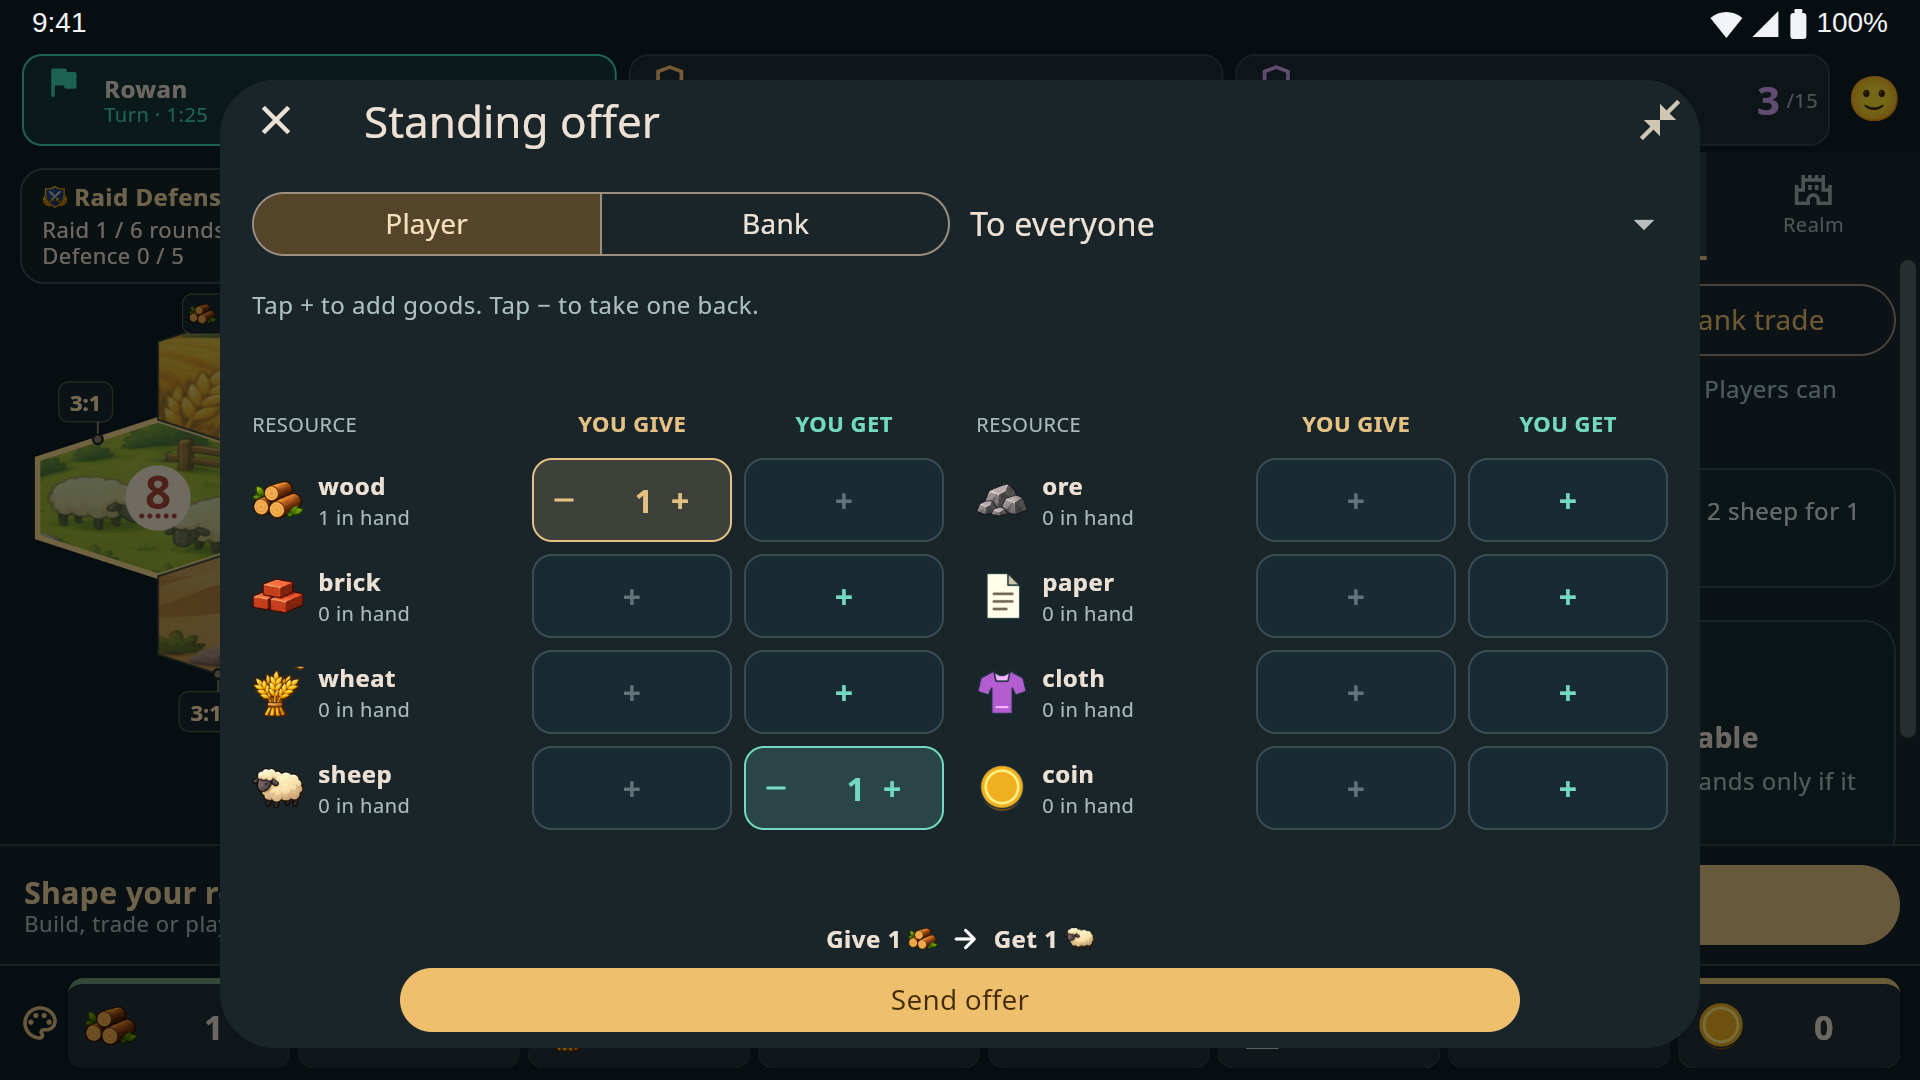 9:41
100%
Rowan
Turn · 1:25
3 /15
Standing offer
Raid Defens
Raid 1 / 6 rounds
Defence 0 / 5
Player
Bank
To everyone
Realm
Tap + to add goods. Tap − to take one back.
ank trade
Players can
3:1
8
RESOURCE
YOU GIVE
YOU GET
RESOURCE
YOU GIVE
YOU GET
wood
1 in hand
− 1 +
+
ore
0 in hand
+
+
2 sheep for 1
brick
0 in hand
+
+
paper
0 in hand
+
+
wheat
0 in hand
+
+
cloth
0 in hand
+
+
3:1
able
sheep
0 in hand
+
− 1 +
coin
0 in hand
+
+
ands only if it
Shape your r
Build, trade or play
Give 1 → Get 1
Send offer
1
0